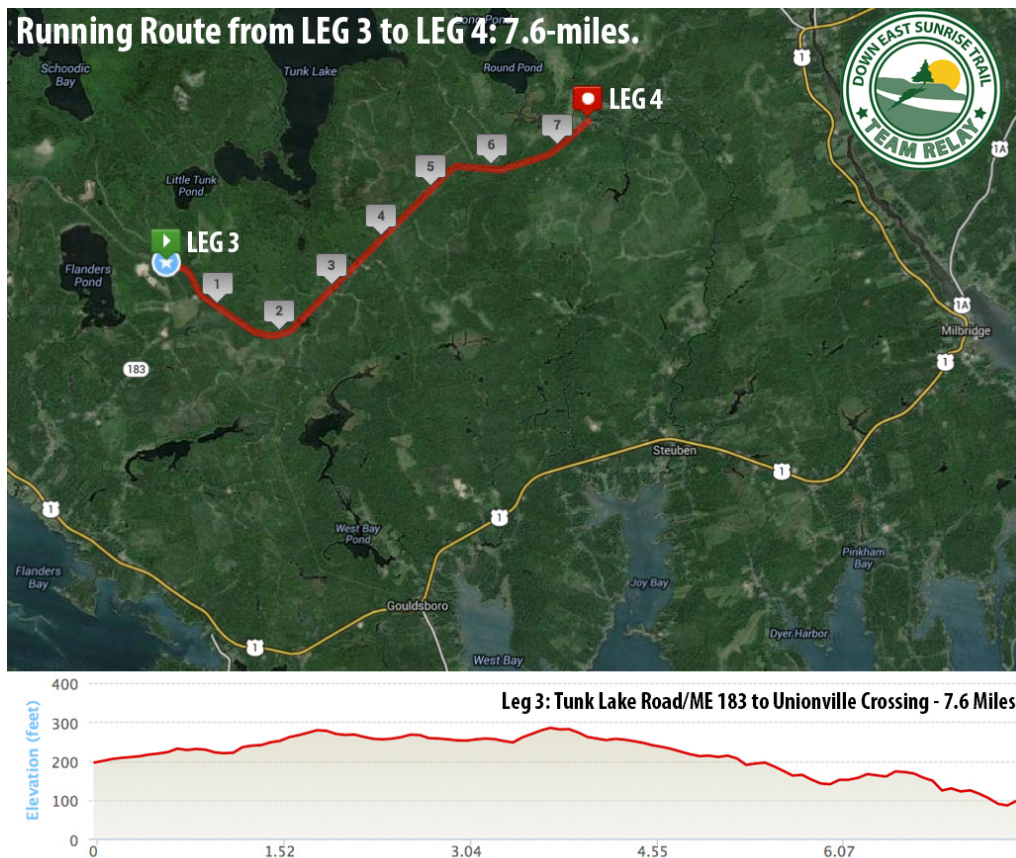 Running Route from LEG 3 to LEG 4: 7.6-miles.
DOWN EAST SUNRISE TRAIL
TEAM RELAY
Long Pond
Schoodic
Bay
Tunk Lake
Round Pond
1
1A
LEG 4
7
6
5
Little Tunk
Pond
4
LEG 3
3
Flanders
Pond
1
2
1A
Milbridge
1
183
Steuben
1
1
1
West Bay
Pond
Pinkham
Bay
Flanders
Bay
Joy Bay
Gouldsboro
Dyer Harbor
1
West Bay
Leg 3: Tunk Lake Road/ME 183 to Unionville Crossing - 7.6 Miles
Elevation (feet)
400
300
200
100
0
0
1.52
3.04
4.55
6.07